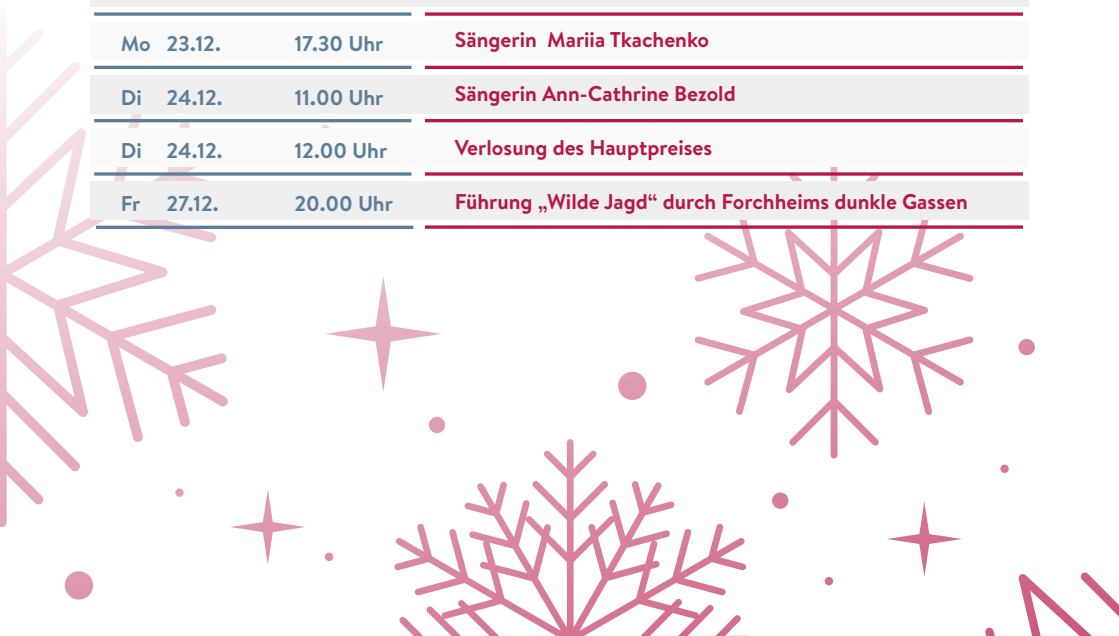 Mo 23.12. 17.30 Uhr Sängerin Mariia Tkachenko
Di 24.12. 11.00 Uhr Sängerin Ann-Cathrine Bezold
Di 24.12. 12.00 Uhr Verlosung des Hauptpreises
Fr 27.12. 20.00 Uhr Führung „Wilde Jagd“ durch Forchheims dunkle Gassen